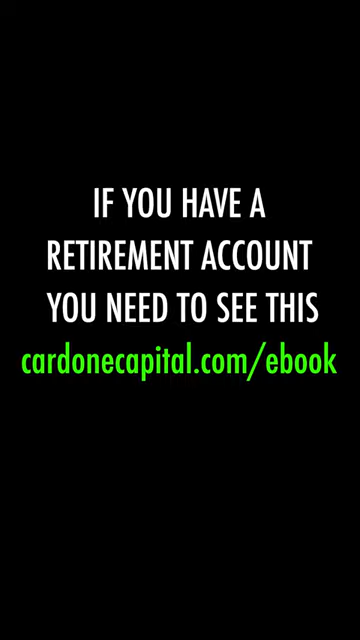 IF YOU HAVE A
RETIREMENT ACCOUNT
YOU NEED TO SEE THIS
cardonecapital.com/ebook